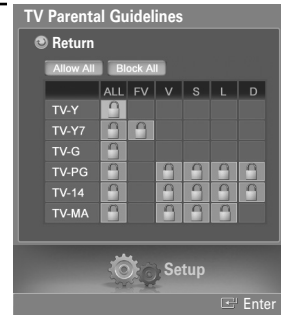 TV Parental Guidelines
Return
Allow All Block All
ALL FV V S L D
TV-Y
TV-Y7
TV-G
TV-PG
TV-14
TV-MA
Setup
Enter